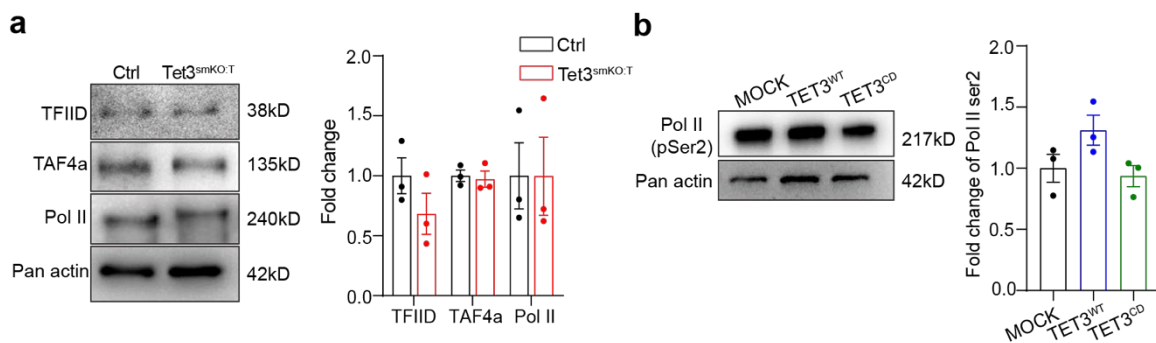 a
Ctrl Tet3smKO:T
TFIID 38kD
TAF4a 135kD
Pol II 240kD
Pan actin 42kD
Ctrl
Tet3smKO:T
Fold change
2.0
1.5
1.0
0.5
0.0
TFIID TAF4a Pol II
b
MOCK TET3WT TET3CD
Pol II
(pSer2) 217kD
Pan actin 42kD
Fold change of Pol II ser2
2.0
1.5
1.0
0.5
0.0
MOCK TET3WT TET3CD